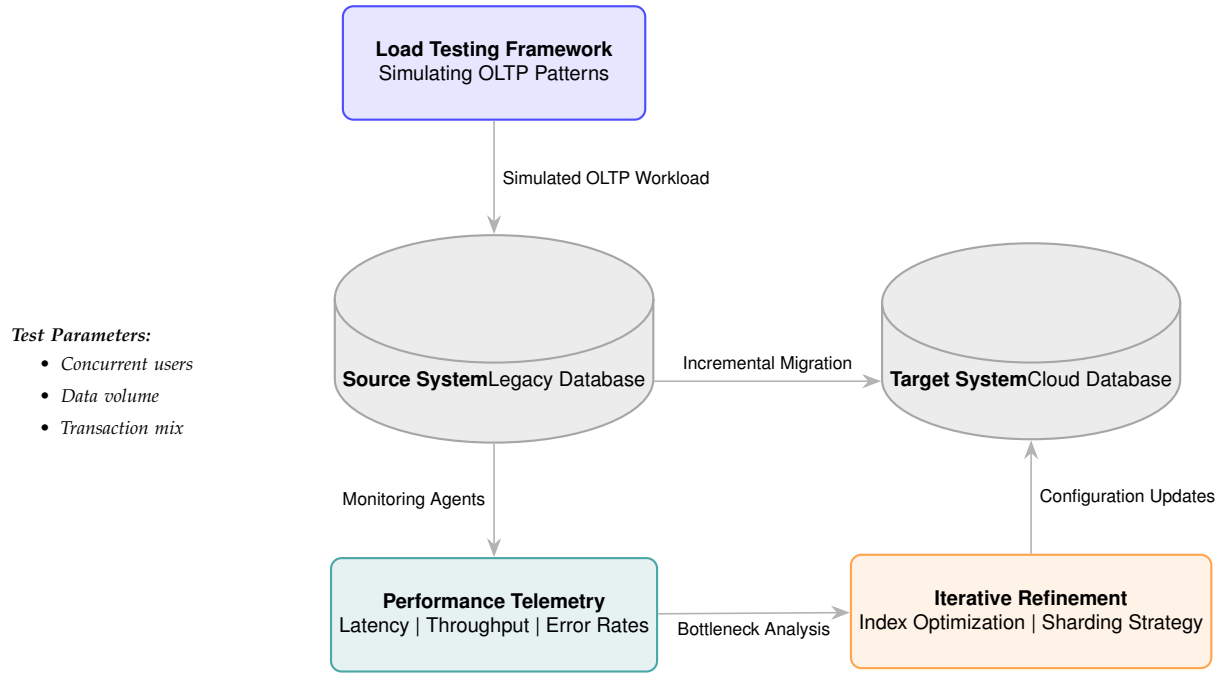 Load Testing Framework
Simulating OLTP Patterns
Simulated OLTP Workload
Test Parameters:
• Concurrent users
• Data volume
• Transaction mix
Source SystemLegacy Database
Incremental Migration
Target SystemCloud Database
Monitoring Agents
Configuration Updates
Performance Telemetry
Latency | Throughput | Error Rates
Bottleneck Analysis
Iterative Refinement
Index Optimization | Sharding Strategy